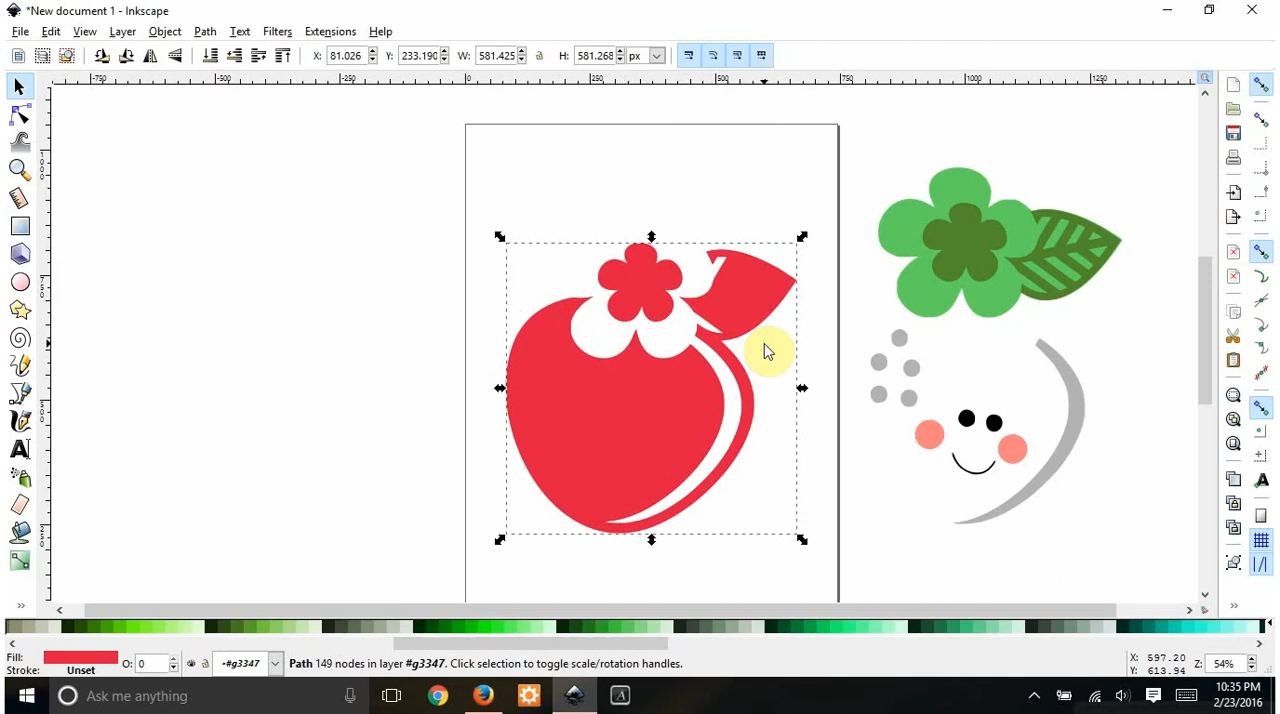 *New document 1 - Inkscape
File Edit View Layer Object Path Text Filters Extensions Help
X: 81.026 Y: 233.190 W: 581.425 H: 581.268 px
-750 -500 -250 0 250 500 750 1000 1250
Fill:
Stroke: Unset O: 0 •#g3347 Path 149 nodes in layer #g3347. Click selection to toggle scale/rotation handles. X: 597.20 Y: 613.94 Z: 54%
Ask me anything
10:35 PM
2/23/2016